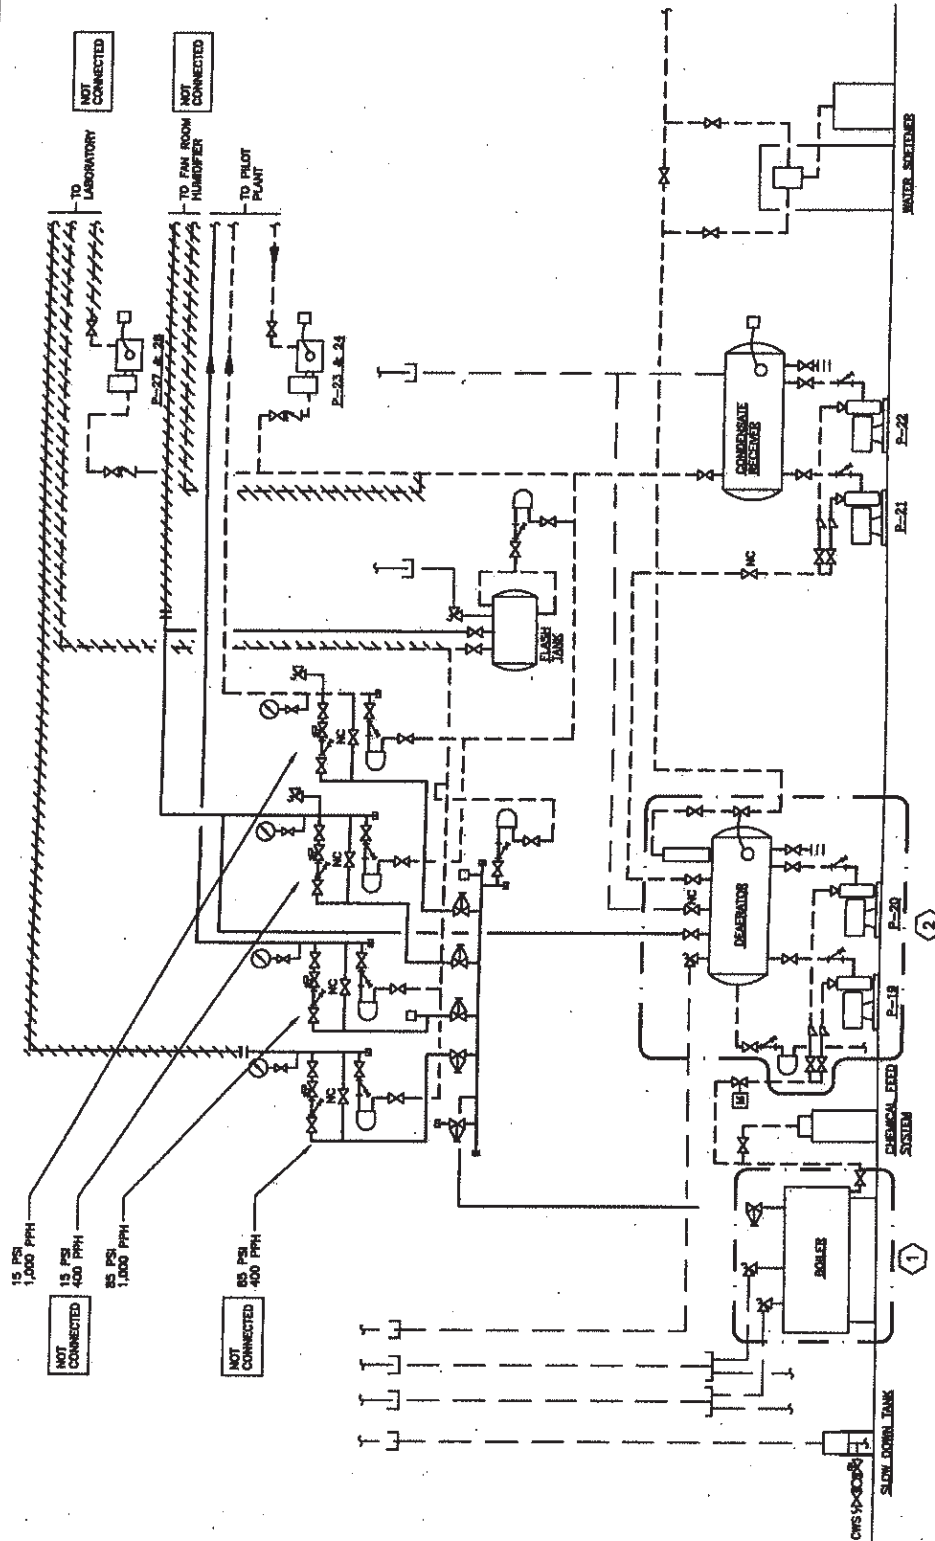 NOT
CONNECTED
TO
LABORATORY
NOT
CONNECTED
TO FAN ROOM
HUMIDIFIER
TO PILOT
PLANT
P-27 & 28
P-23 & 24
15 PSI
1,000 PPH
15 PSI
400 PPH
NOT
CONNECTED
85 PSI
1,000 PPH
85 PSI
400 PPH
NOT
CONNECTED
NC
NC
NC
NC
FLASH
TANK
CONDENSATE
RECEIVER
NC
P-21
P-22
WATER SOFTENER
DEAERATOR
NC
P-19
P-20
2
M
CHEMICAL FEED
SYSTEM
BOILER
1
SLOW DOWN TANK
CWS